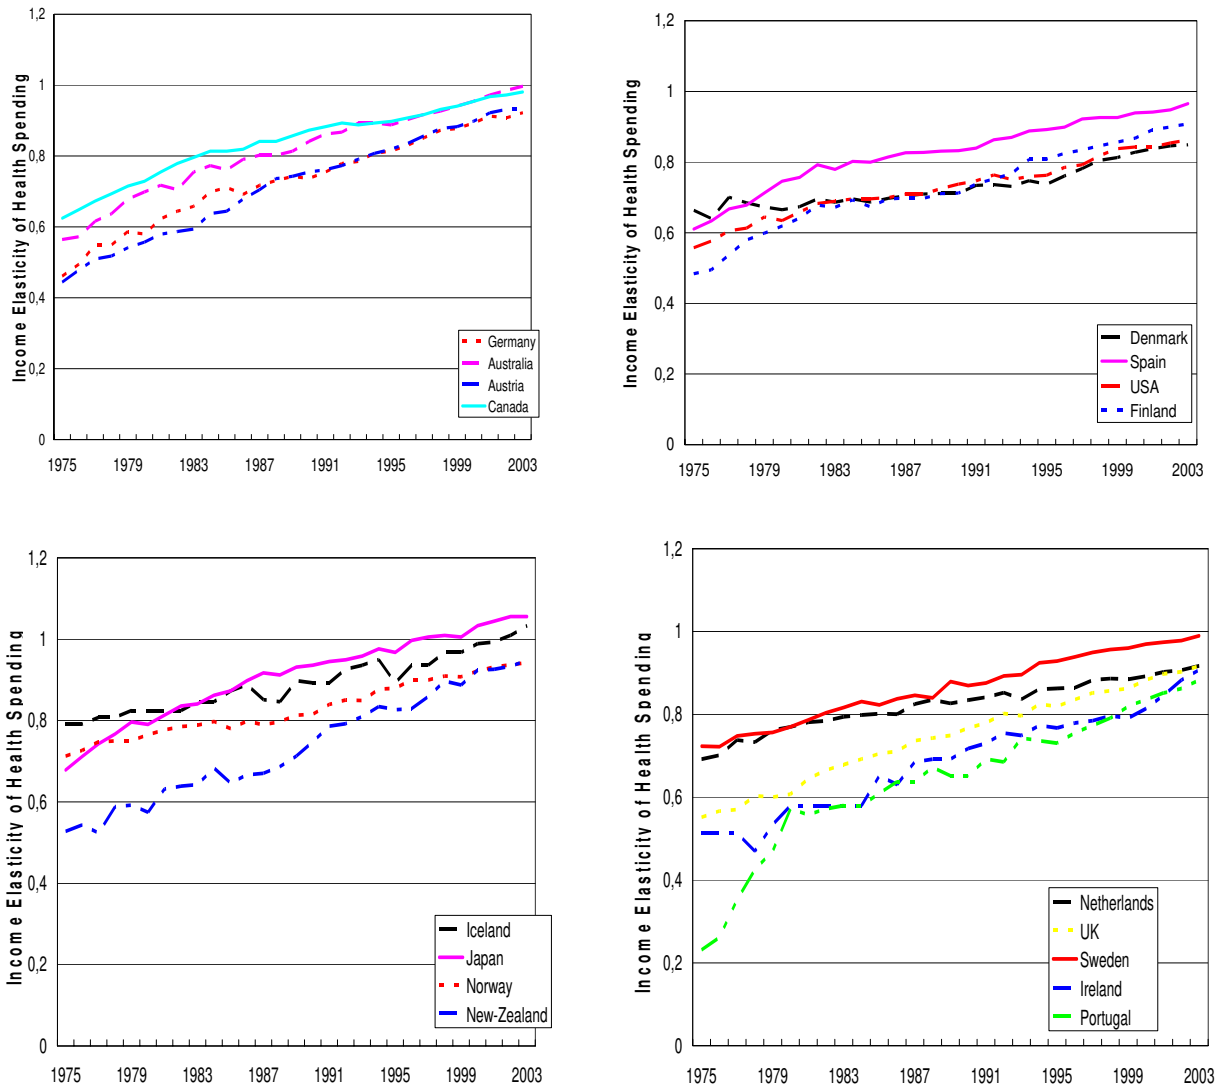 Income Elasticity of Health Spending
1,2
1
0,8
0,6
0,4
0,2
0
1975 1979 1983 1987 1991 1995 1999 2003
Germany
Australia
Austria
Canada
Income Elasticity of Health Spending
1,2
1
0,8
0,6
0,4
0,2
0
1975 1979 1983 1987 1991 1995 1999 2003
Denmark
Spain
USA
Finland
Income Elasticity of Health Spending
1,2
1
0,8
0,6
0,4
0,2
0
1975 1979 1983 1987 1991 1995 1999 2003
Iceland
Japan
Norway
New-Zealand
Income Elasticity of Health Spending
1,2
1
0,8
0,6
0,4
0,2
0
1975 1979 1983 1987 1991 1995 1999 2003
Netherlands
UK
Sweden
Ireland
Portugal